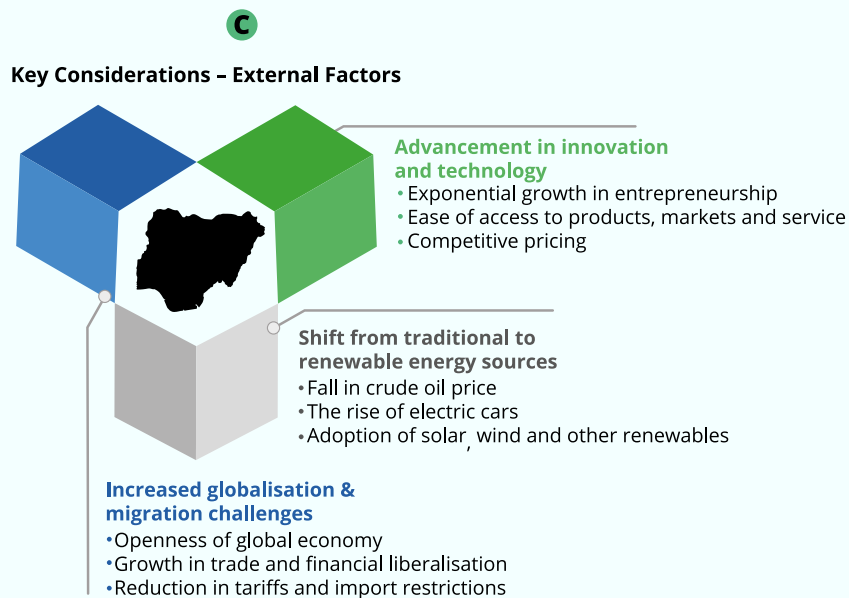 C
Key Considerations – External Factors
Advancement in innovation
and technology
• Exponential growth in entrepreneurship
• Ease of access to products, markets and service
• Competitive pricing
Shift from traditional to
renewable energy sources
• Fall in crude oil price
• The rise of electric cars
• Adoption of solar, wind and other renewables
Increased globalisation &
migration challenges
• Openness of global economy
• Growth in trade and financial liberalisation
• Reduction in tariffs and import restrictions